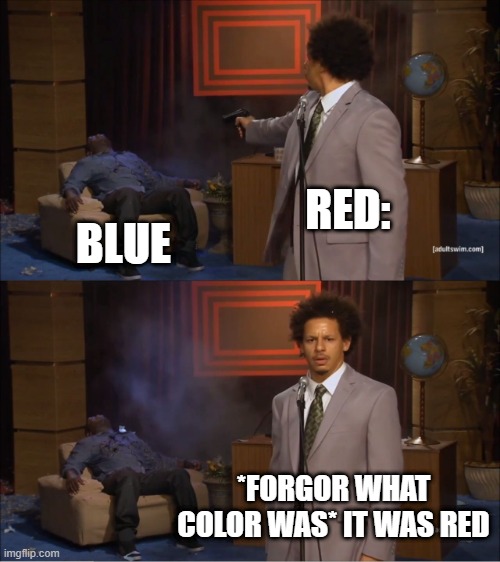 RED:
BLUE
[adultswim.com]
*FORGOR WHAT
COLOR WAS* IT WAS RED
imgflip.com